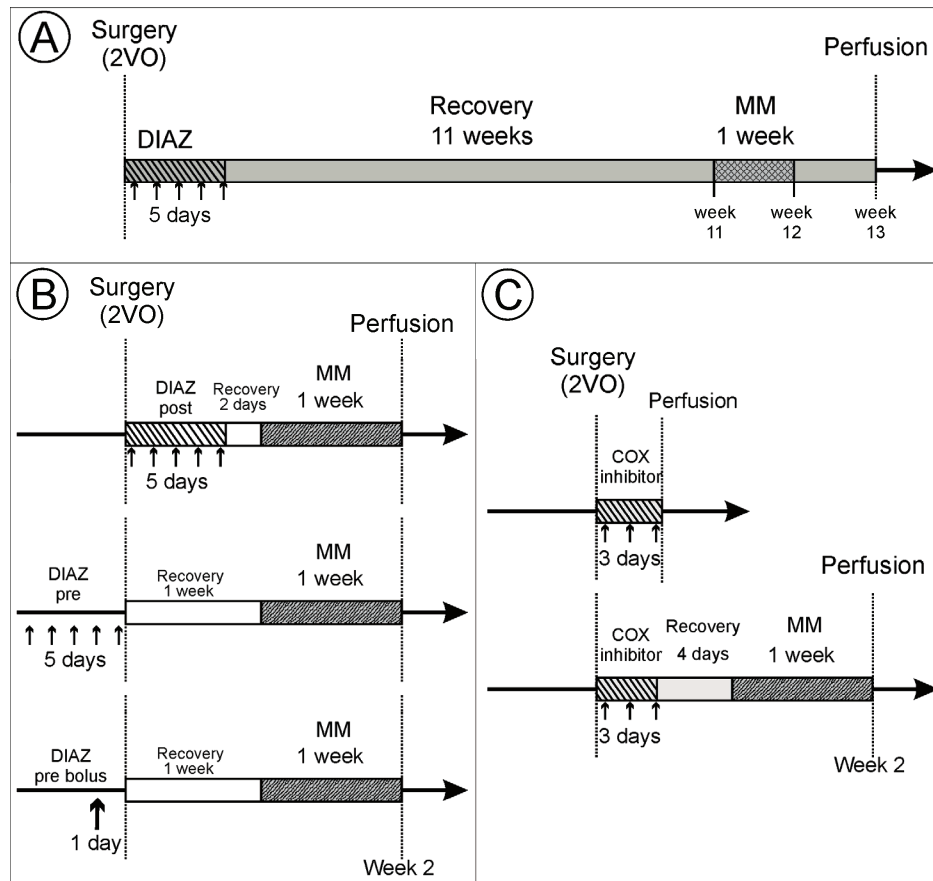 A
Surgery
(2VO)
Perfusion
DIAZ
Recovery
11 weeks
MM
1 week
5 days
week
11
week
12
week
13
B
Surgery
(2VO)
Perfusion
DIAZ
post
Recovery
2 days
MM
1 week
5 days
DIAZ
pre
Recovery
1 week
MM
1 week
5 days
DIAZ
pre bolus
Recovery
1 week
MM
1 week
1 day
Week 2
C
Surgery
(2VO)
Perfusion
COX
inhibitor
3 days
Perfusion
COX
inhibitor
Recovery
4 days
MM
1 week
3 days
Week 2